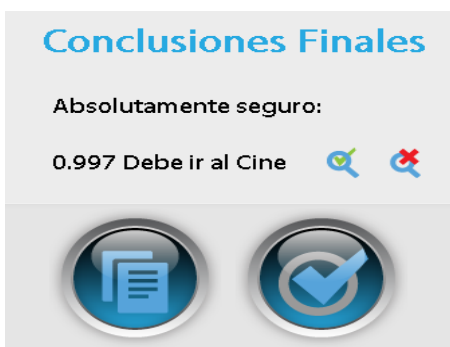 Conclusiones Finales
Absolutamente seguro:
0.997 Debe ir al Cine